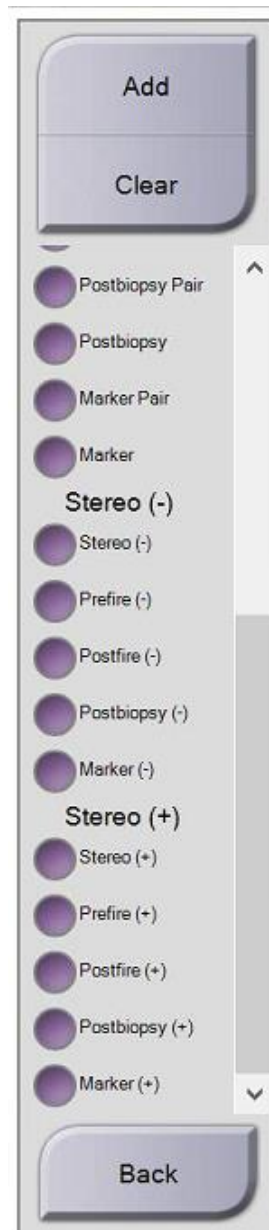 Add
Clear
Postbiopsy Pair
Postbiopsy
Marker Pair
Marker
Stereo (-)
Stereo (-)
Prefire (-)
Postfire (-)
Postbiopsy (-)
Marker (-)
Stereo (+)
Stereo (+)
Prefire (+)
Postfire (+)
Postbiopsy (+)
Marker (+)
Back